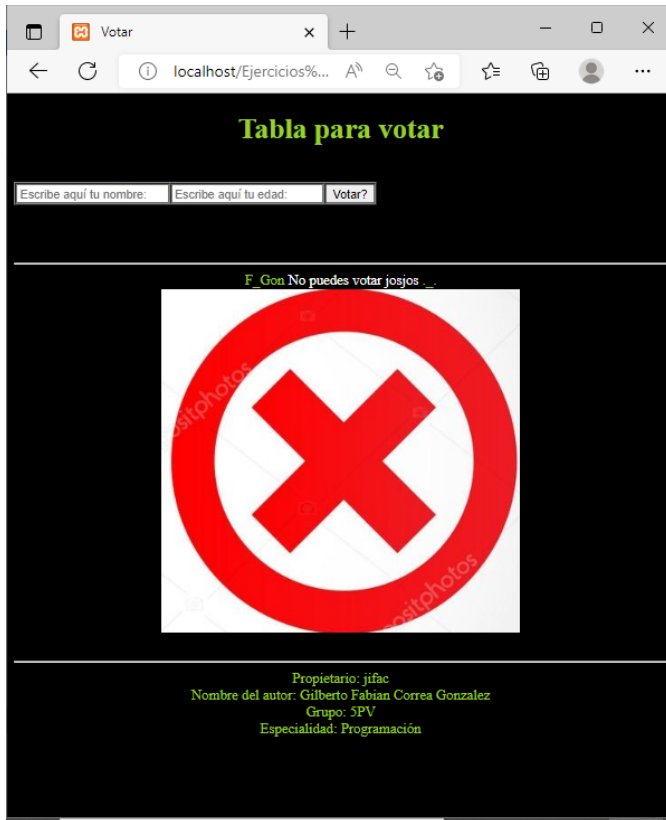 Votar
localhost/Ejercicios%...
Tabla para votar
Escribe aquí tu nombre: Escribe aquí tu edad: Votar?
F_Gon No puedes votar josjos ._.
depositphotos
Propietario: jifac
Nombre del autor: Gilberto Fabian Correa Gonzalez
Grupo: 5PV
Especialidad: Programación